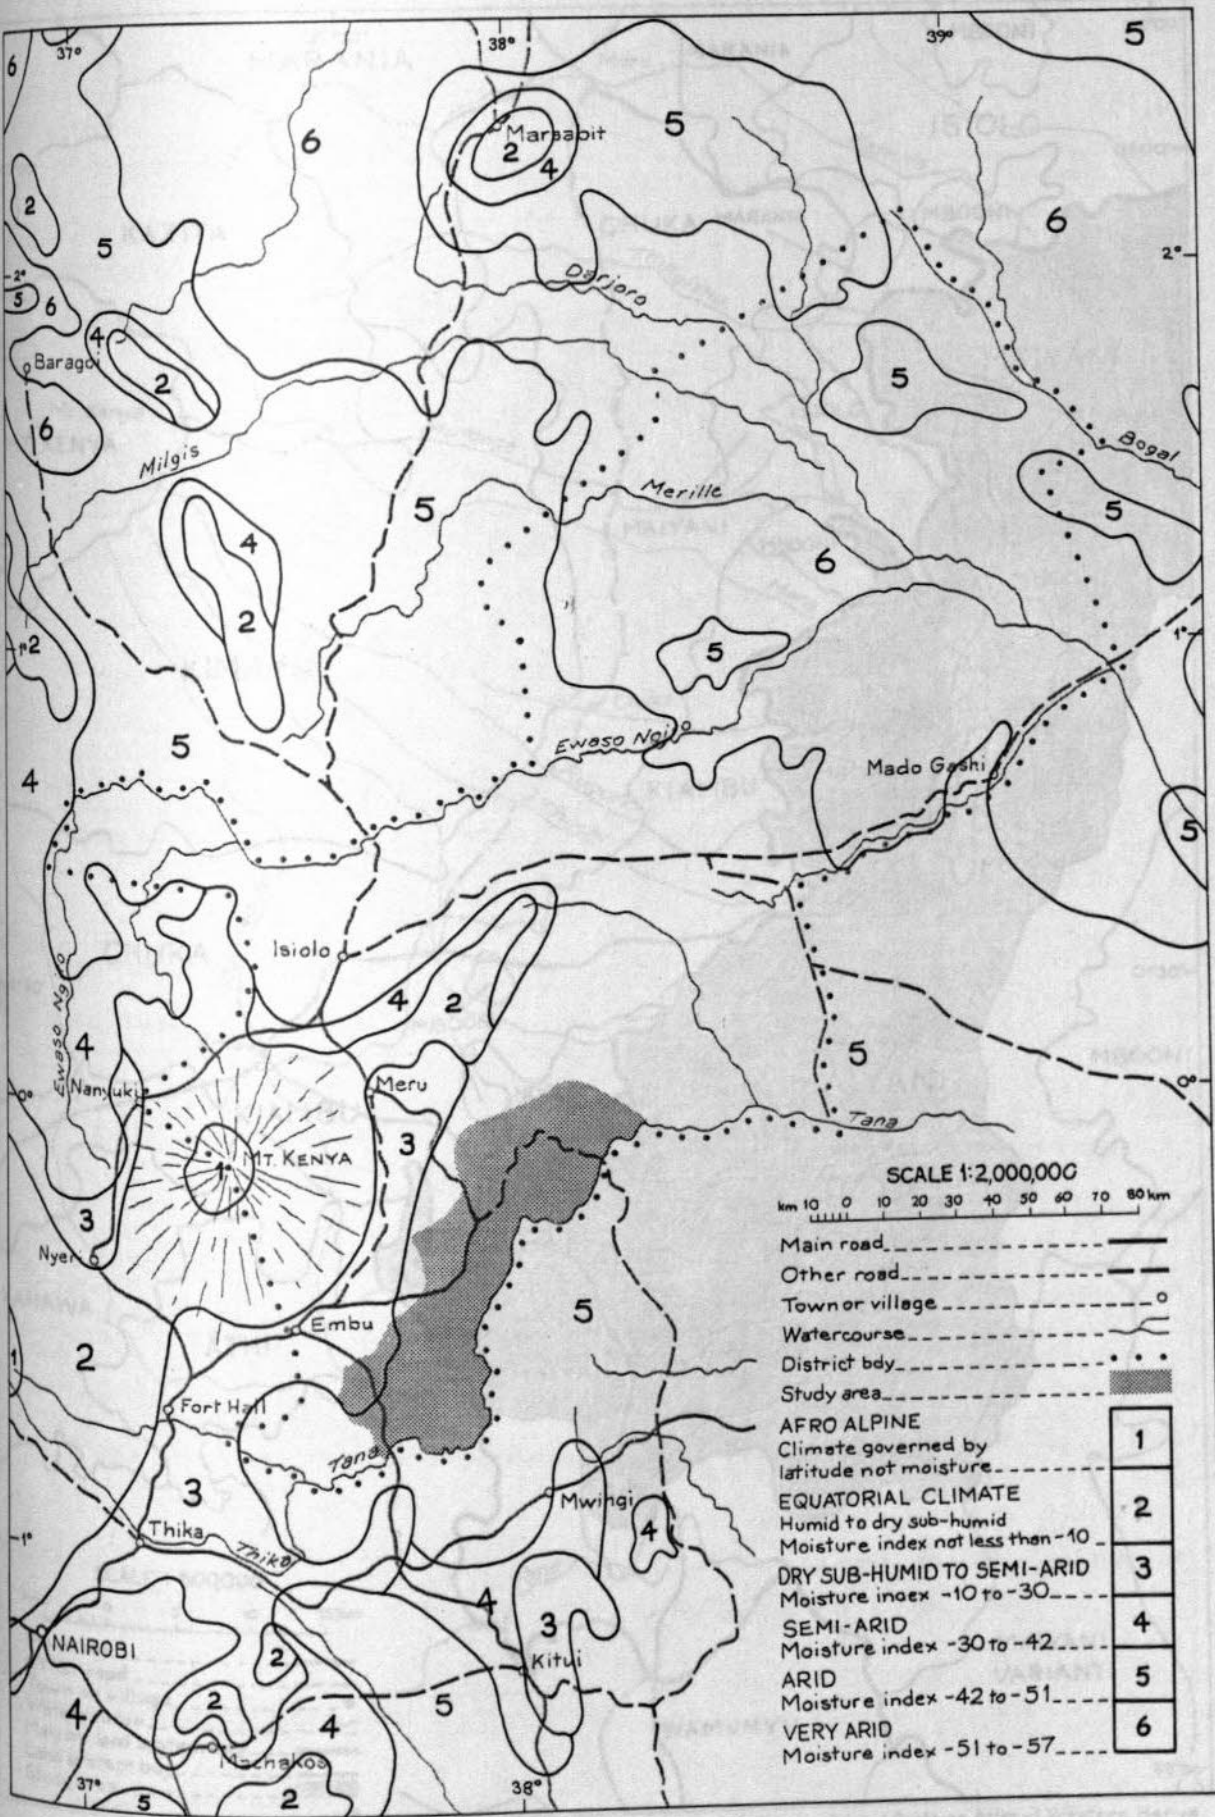 37°
38°
39°
5
6
6
Marsabit
2
4
5
6
2
5
2°
2°
5
6
Darjoro
4
2
Baragoi
5
6
Milgis
Bogal
5
Merille
5
4
6
2
1°
2
5
1°
5
Ewaso Ngi
Mado Gashi
4
5
Isiolo
4
2
Ewaso Ngiro
4
5
Nanyuki
Meru
0°
0°
Tana
3
1
MT. KENYA
3
Nyeri
SCALE 1:2,000,000
km 10 0 10 20 30 40 50 60 70 80 km
Main road
Other road
Town or village
Watercourse
District bdy
Study area
5
Embu
2
1
Fort Hall
Tana
AFRO ALPINE
Climate governed by
latitude not moisture
1
EQUATORIAL CLIMATE
Humid to dry sub-humid
Moisture index not less than -10
2
DRY SUB-HUMID TO SEMI-ARID
Moisture index -10 to -30
3
SEMI-ARID
Moisture index -30 to -42
4
ARID
Moisture index -42 to -51
5
VERY ARID
Moisture index -51 to -57
6
3
Mwingi
4
1°
Thika
Thika
4
3
NAIROBI
2
Kitui
2
4
4
5
Machakos
37°
5
2
38°